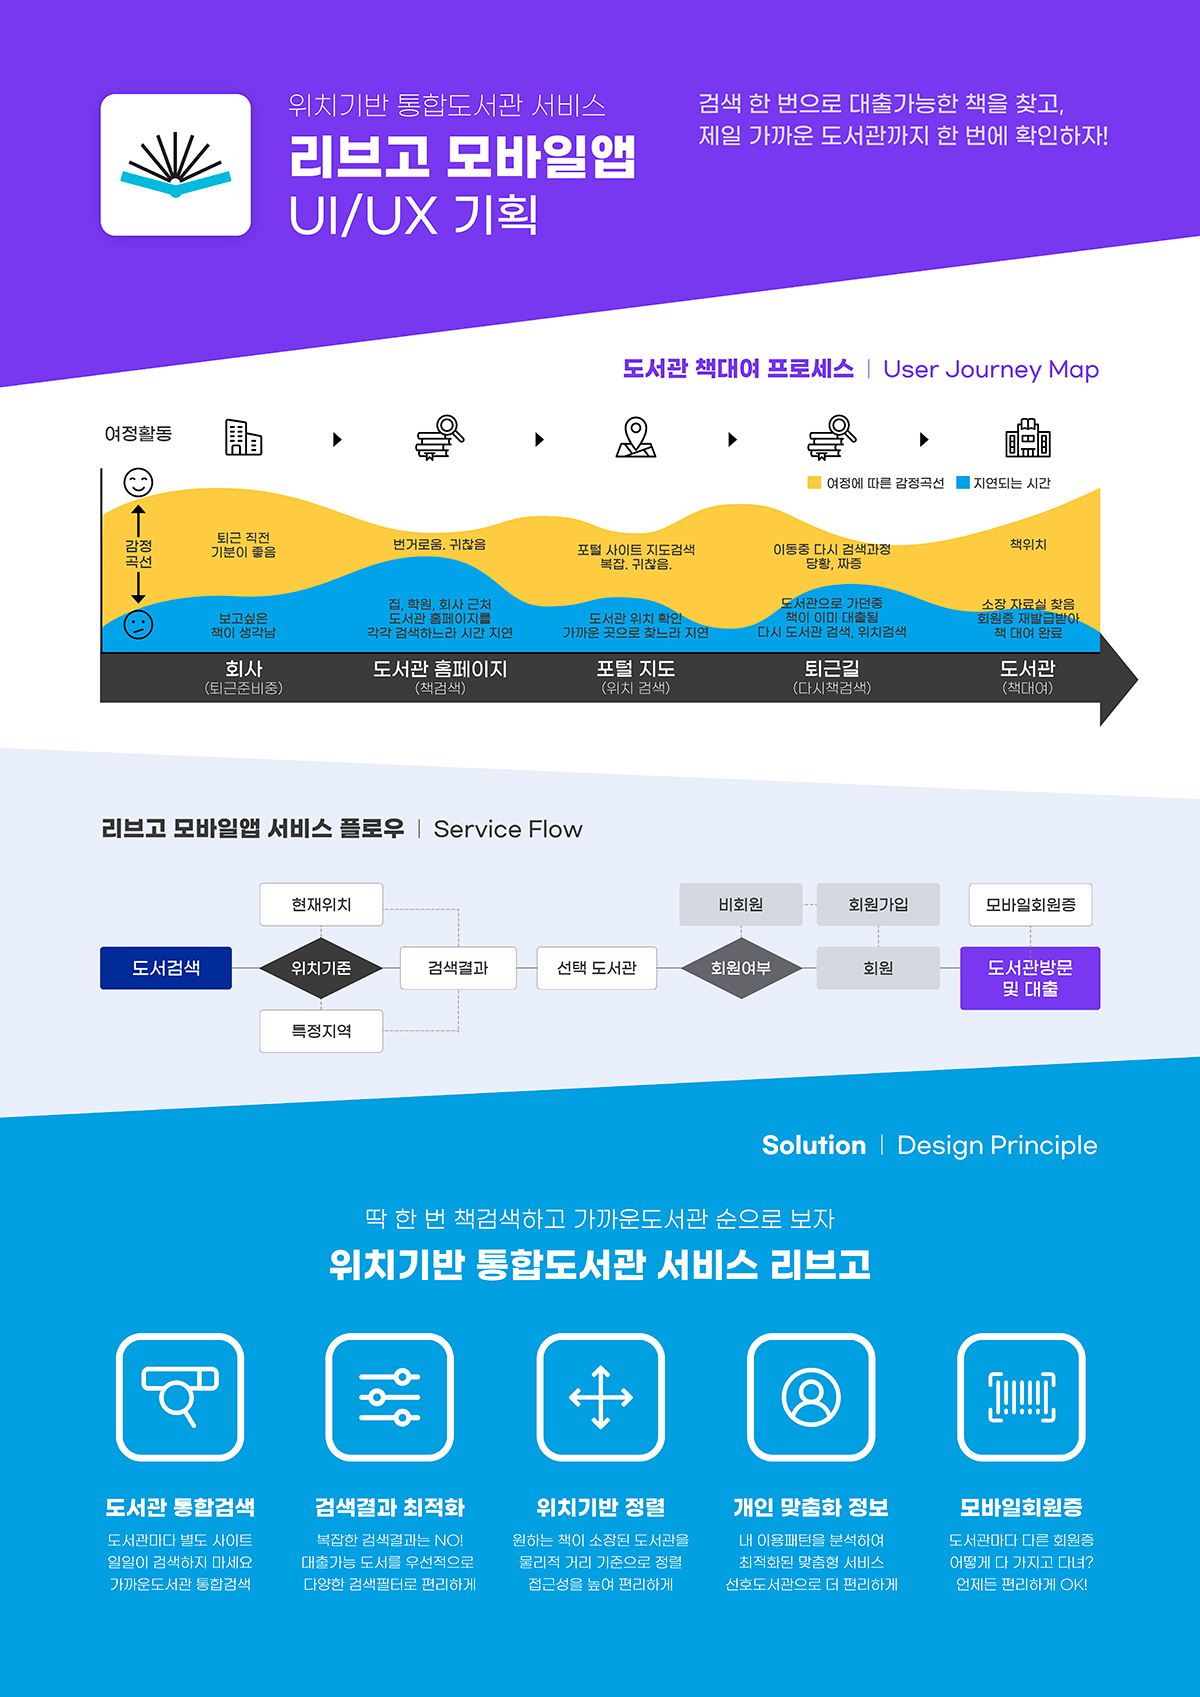 위치기반 통합도서관 서비스
리브고 모바일앱
UI/UX 기획
검색 한 번으로 대출가능한 책을 찾고,
제일 가까운 도서관까지 한 번에 확인하자!
도서관 책대여 프로세스 | User Journey Map
여정활동
여정에 따른 감정곡선
지연되는 시간
감정
곡선
퇴근 직전
기분이 좋음
번거로움. 귀찮음
포털 사이트 지도검색
복잡. 귀찮음.
이동중 다시 검색과정
당황, 짜증
책위치
보고싶은
책이 생각남
집, 학원, 회사 근처
도서관 홈페이지를
각각 검색하느라 시간 지연
도서관 위치 확인
가까운 곳으로 찾느라 지연
도서관으로 가던중
책이 이미 대출됨
다시 도서관 검색, 위치검색
소장 자료실 찾음
회원증 재발급받아
책 대여 완료
회사
(퇴근준비중)
도서관 홈페이지
(책검색)
포털 지도
(위치 검색)
퇴근길
(다시책검색)
도서관
(책대여)
리브고 모바일앱 서비스 플로우 | Service Flow
현재위치
비회원
회원가입
모바일회원증
도서검색
위치기준
검색결과
선택 도서관
회원여부
회원
도서관방문
및 대출
특정지역
Solution | Design Principle
딱 한 번 책검색하고 가까운도서관 순으로 보자
위치기반 통합도서관 서비스 리브고
도서관 통합검색
도서관마다 별도 사이트
일일이 검색하지 마세요
가까운도서관 통합검색
검색결과 최적화
복잡한 검색결과는 NO!
대출가능 도서를 우선적으로
다양한 검색필터로 편리하게
위치기반 정렬
원하는 책이 소장된 도서관을
물리적 거리 기준으로 정렬
접근성을 높여 편리하게
개인 맞춤화 정보
내 이용패턴을 분석하여
최적화된 맞춤형 서비스
선호도서관으로 더 편리하게
모바일회원증
도서관마다 다른 회원증
어떻게 다 가지고 다녀?
언제든 편리하게 OK!